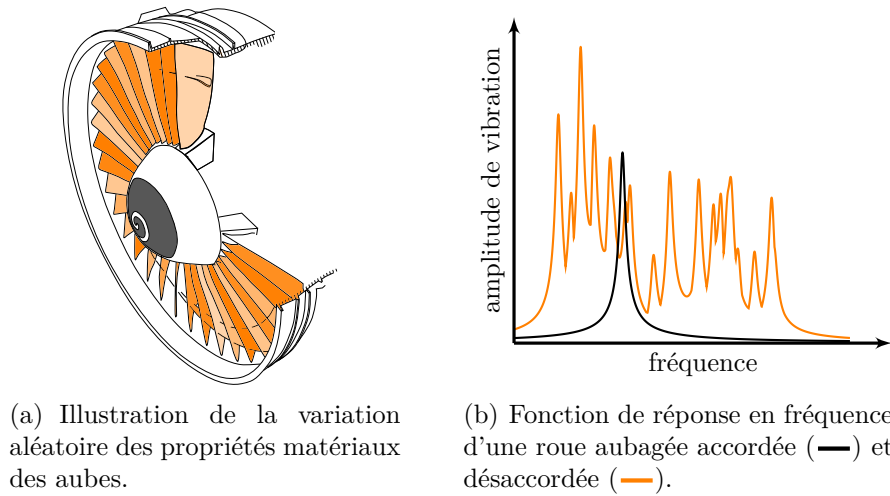 amplitude de vibration
fréquence
(a) Illustration de la variation
aléatoire des propriétés matériaux
des aubes.
(b) Fonction de réponse en fréquence
d'une roue aubagée accordée (—) et
désaccordée (—).